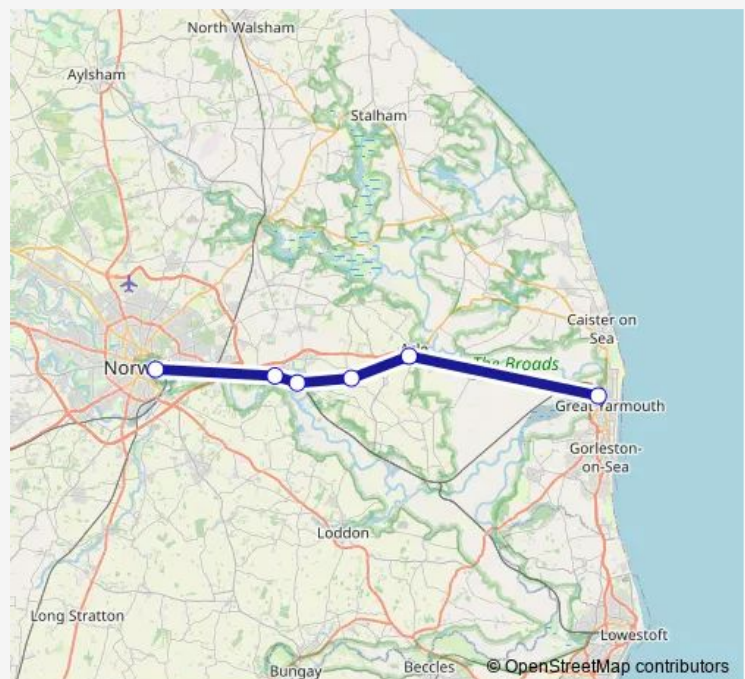 North Walsham
Aylsham
Stalham
Caister on
Sea
The Broads
Great Yarmouth
Gorleston-
on-Sea
Loddon
Long Stratton
Lowestoft
Bungay
Beccles
© OpenStreetMap contributors